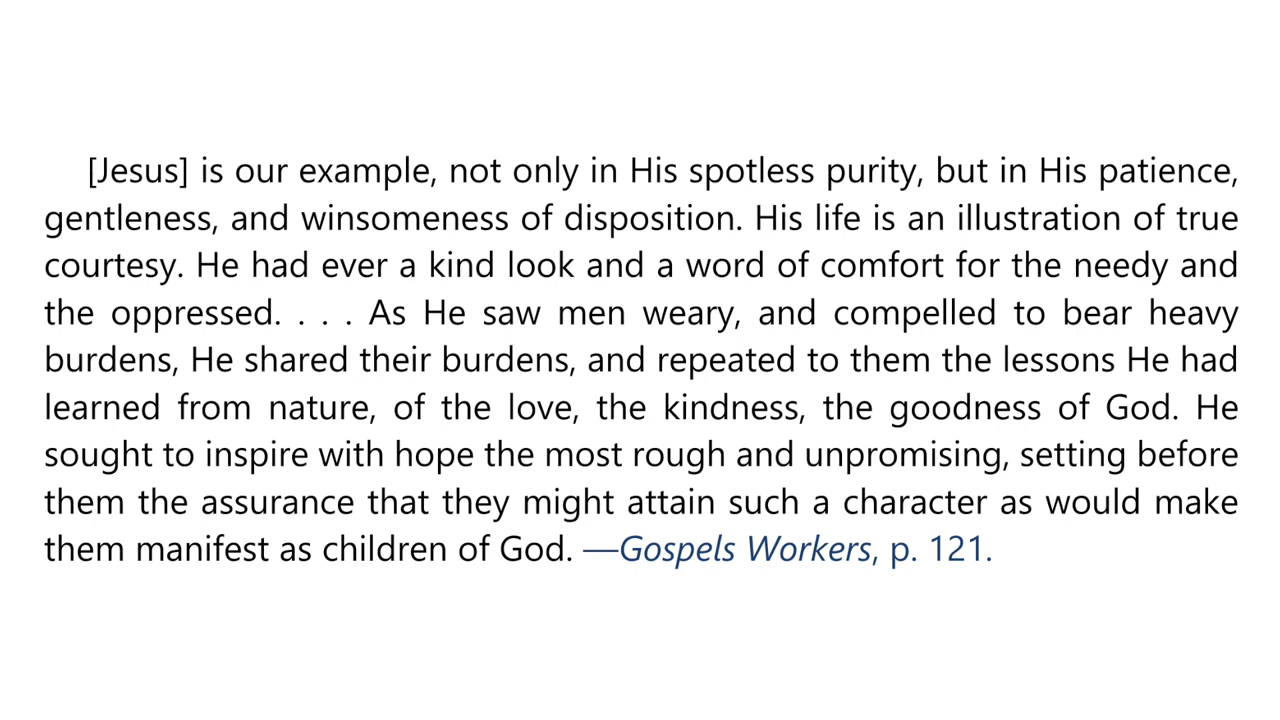 [Jesus] is our example, not only in His spotless purity, but in His patience,
gentleness, and winsomeness of disposition. His life is an illustration of true
courtesy. He had ever a kind look and a word of comfort for the needy and
the oppressed. . . . As He saw men weary, and compelled to bear heavy
burdens, He shared their burdens, and repeated to them the lessons He had
learned from nature, of the love, the kindness, the goodness of God. He
sought to inspire with hope the most rough and unpromising, setting before
them the assurance that they might attain such a character as would make
them manifest as children of God. —Gospels Workers, p. 121.